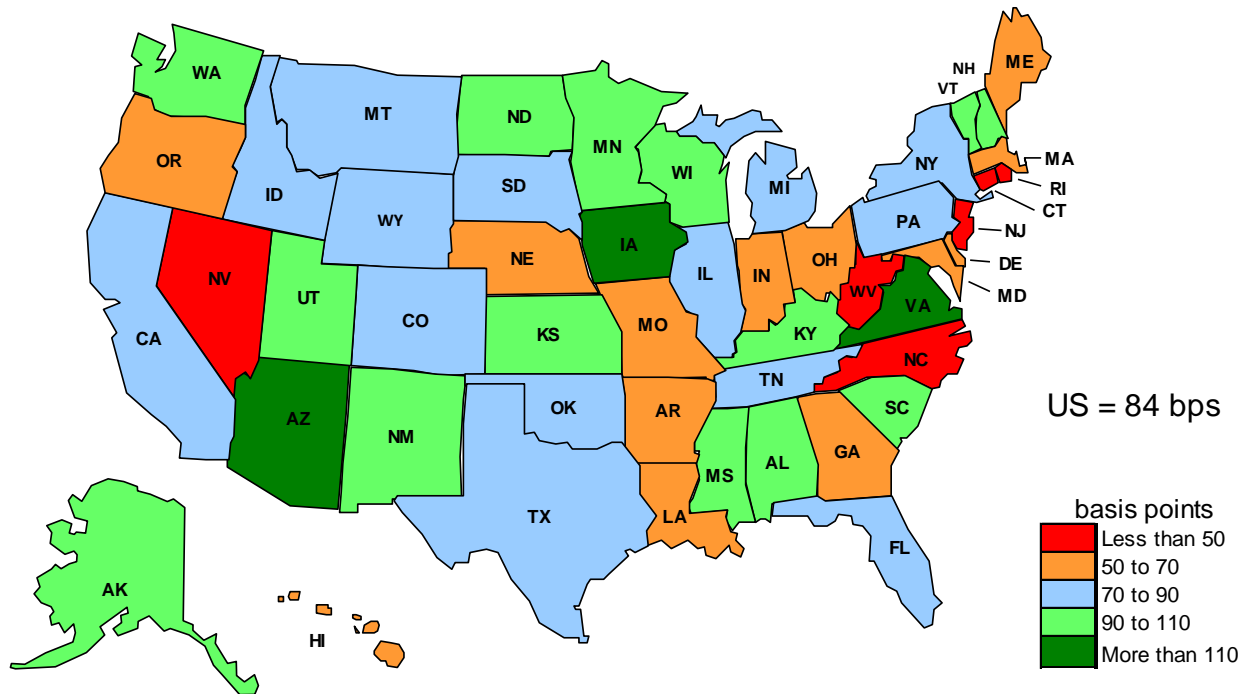 WA
MT
ND
MN
ME
NH
VT
OR
ID
SD
WI
MI
NY
MA
RI
CT
WY
IA
PA
NJ
NV
UT
NE
IL
IN
OH
DE
MD
CA
CO
KS
MO
KY
WV
VA
AZ
NM
OK
AR
TN
NC
SC
US = 84 bps
MS
AL
GA
TX
LA
FL
AK
HI
basis points
Less than 50
50 to 70
70 to 90
90 to 110
More than 110